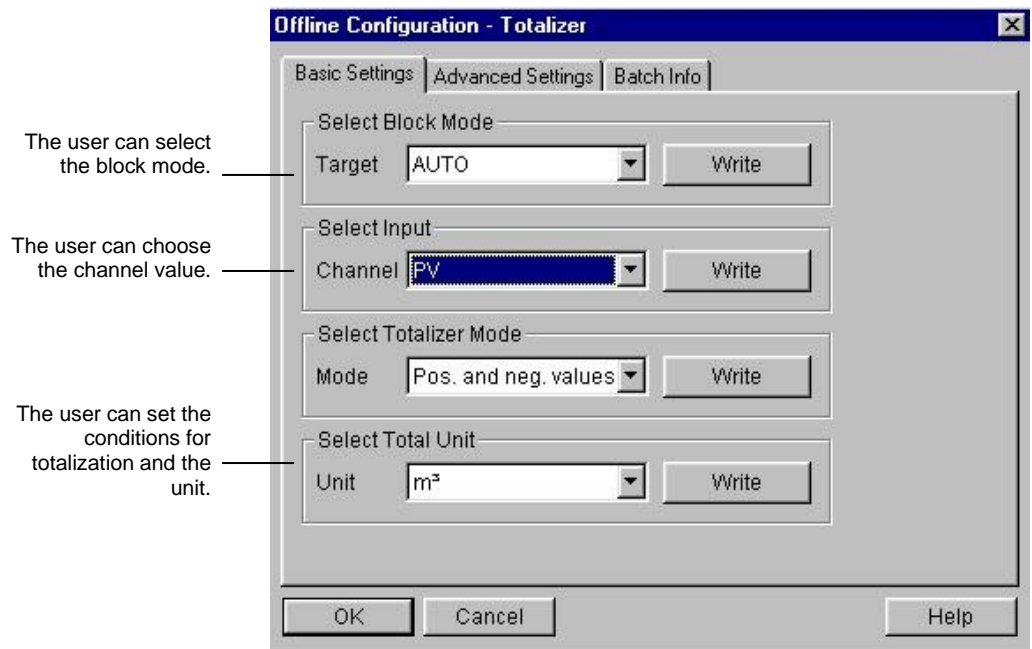 Offline Configuration - Totalizer
Basic Settings
Advanced Settings
Batch Info
The user can select
the block mode.
Select Block Mode
Target
AUTO
Write
The user can choose
the channel value.
Select Input
Channel
PV
Write
Select Totalizer Mode
Mode
Pos. and neg. values
Write
The user can set the
conditions for
totalization and the
unit.
Select Total Unit
Unit
m³
Write
OK
Cancel
Help